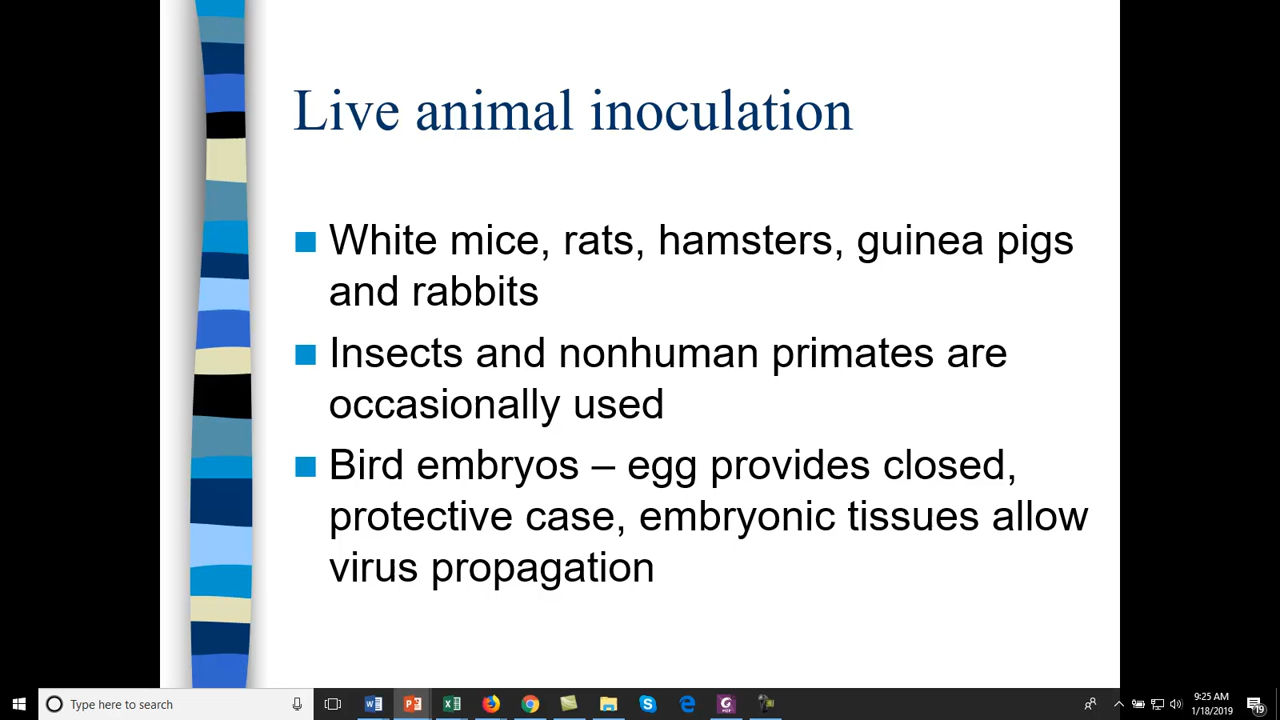 Live animal inoculation
White mice, rats, hamsters, guinea pigs
and rabbits
Insects and nonhuman primates are
occasionally used
Bird embryos – egg provides closed,
protective case, embryonic tissues allow
virus propagation
Type here to search
9:25 AM
1/18/2019